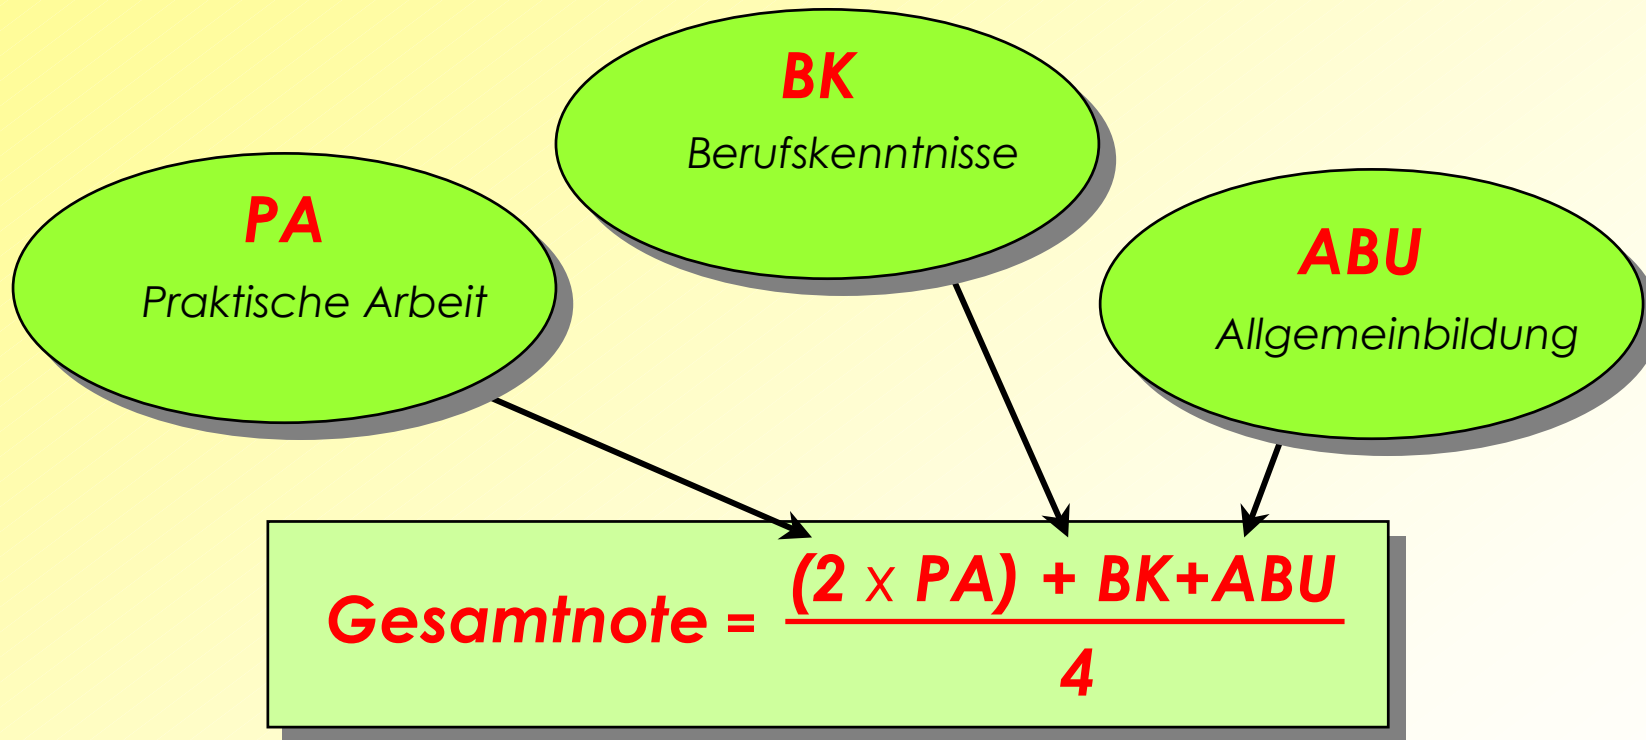 BK
Berufskenntnisse
PA
Praktische Arbeit
ABU
Allgemeinbildung
Gesamtnote = (2 x PA) + BK+ABU
4